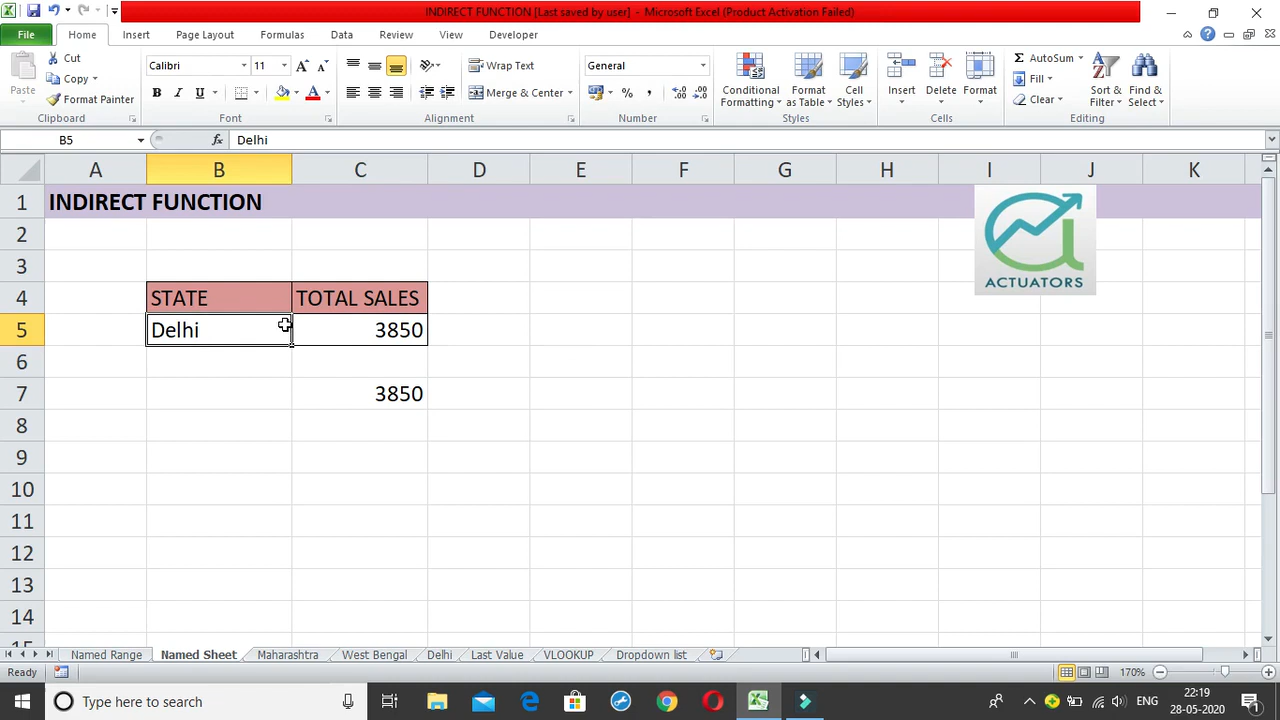 INDIRECT FUNCTION [Last saved by user] - Microsoft Excel (Product Activation Failed)
File Home Insert Page Layout Formulas Data Review View Developer
Paste Cut Copy Format Painter
Calibri 11 B I U
Wrap Text Merge & Center
General % ,
Conditional Formatting Format as Table Cell Styles
Insert Delete Format
Σ AutoSum Fill Clear Sort & Filter Find & Select
Clipboard Font Alignment Number Styles Cells Editing
B5 fx Delhi
A B C D E F G H I J K
1 INDIRECT FUNCTION
ACTUATORS
2
3
4 STATE TOTAL SALES
5 Delhi 3850
6
7 3850
8
9
10
11
12
13
14
15
Named Range Named Sheet Maharashtra West Bengal Delhi Last Value VLOOKUP Dropdown list
Ready 170%
Type here to search ENG 22:19
28-05-2020